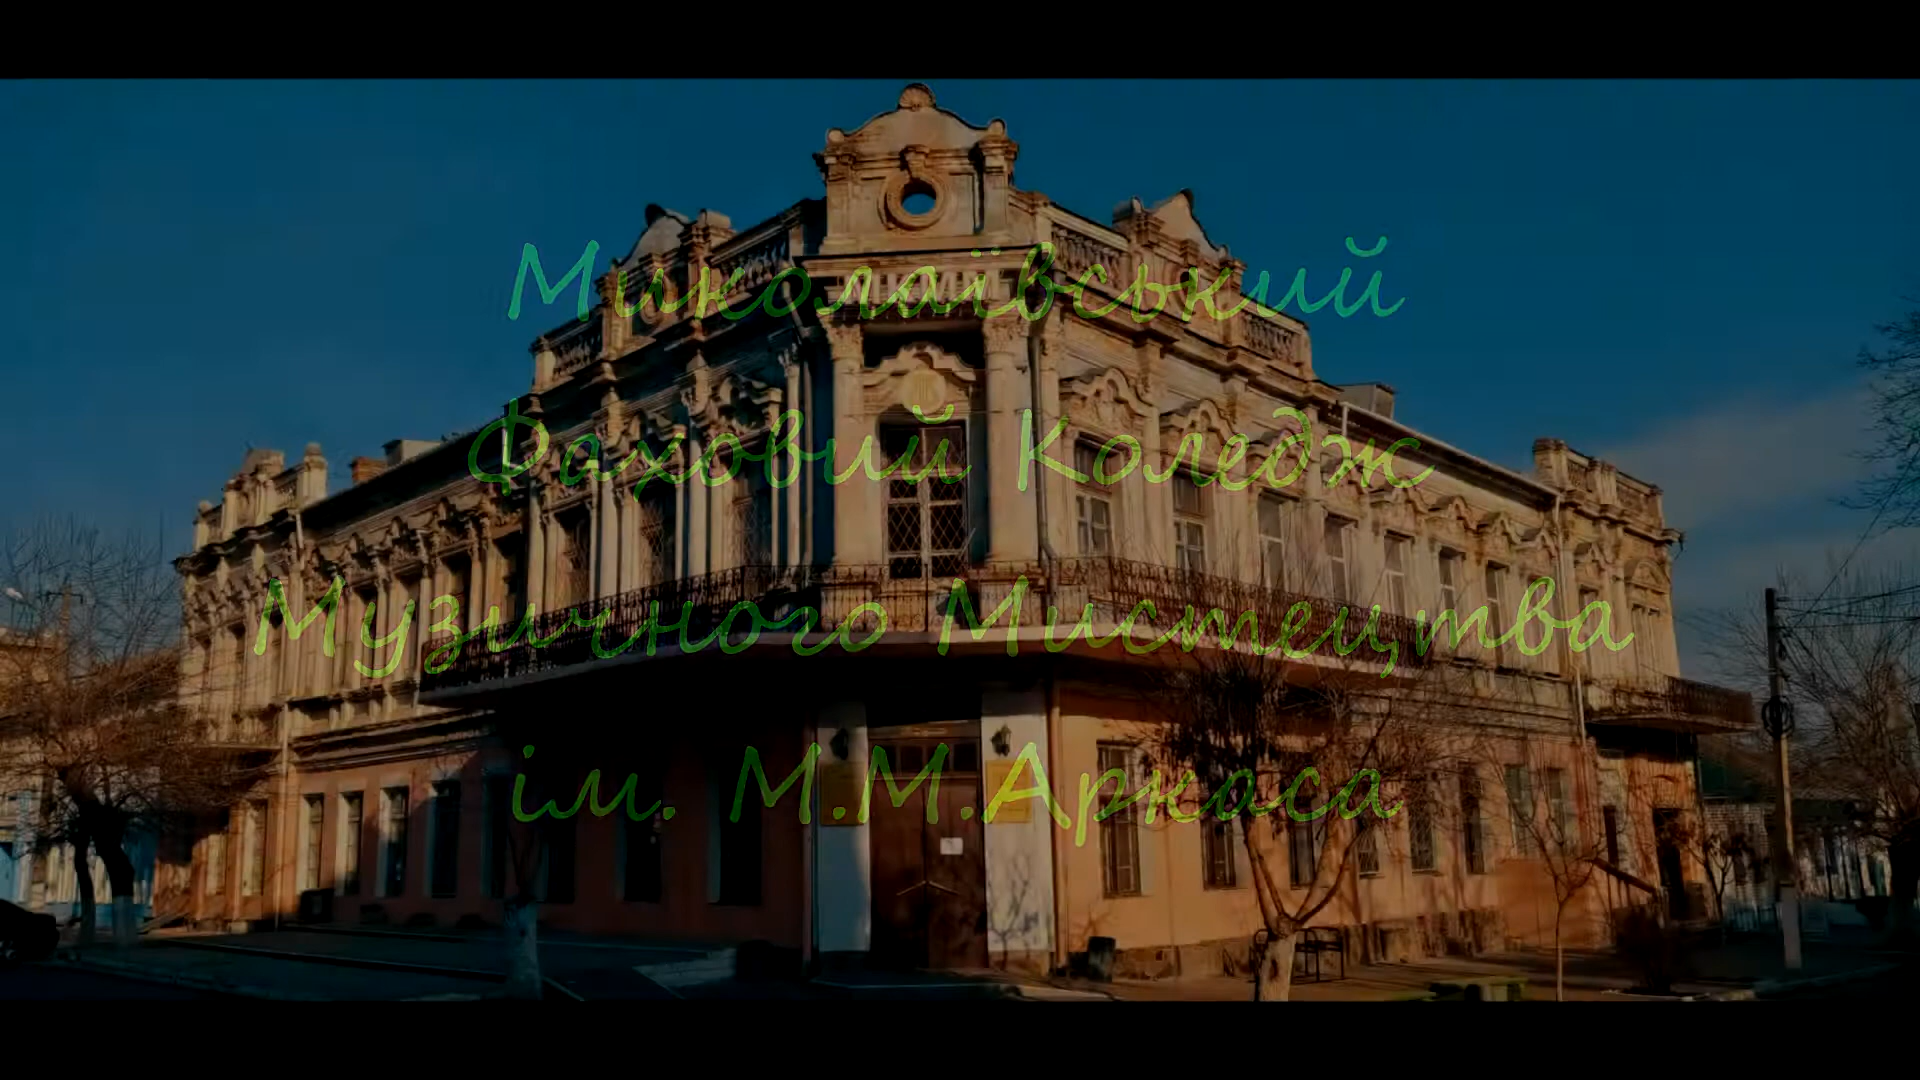 Миколаївський
Фаховий Коледж
Музичного Мистецтва
ім. М.М.Аркаса